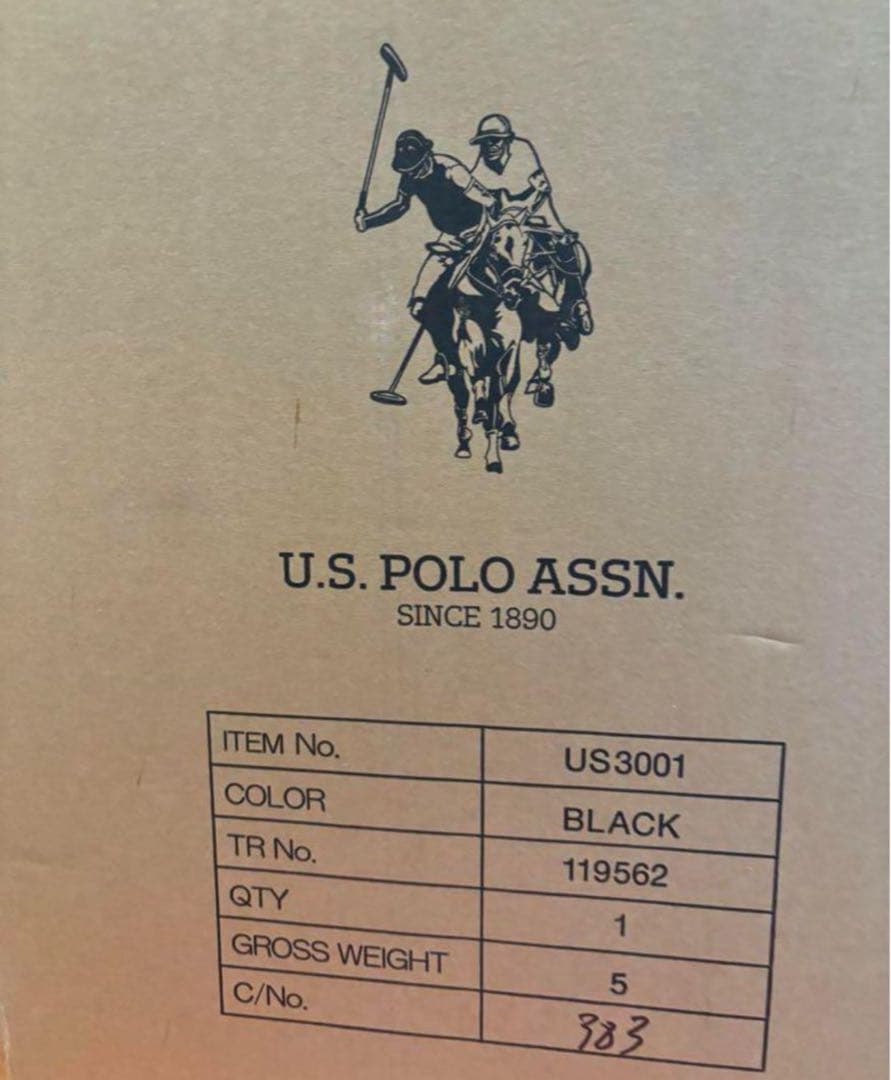 U.S. POLO ASSN.
SINCE 1890
ITEM No. US3001
COLOR BLACK
TR No. 119562
QTY 1
GROSS WEIGHT 5
C/No. 383